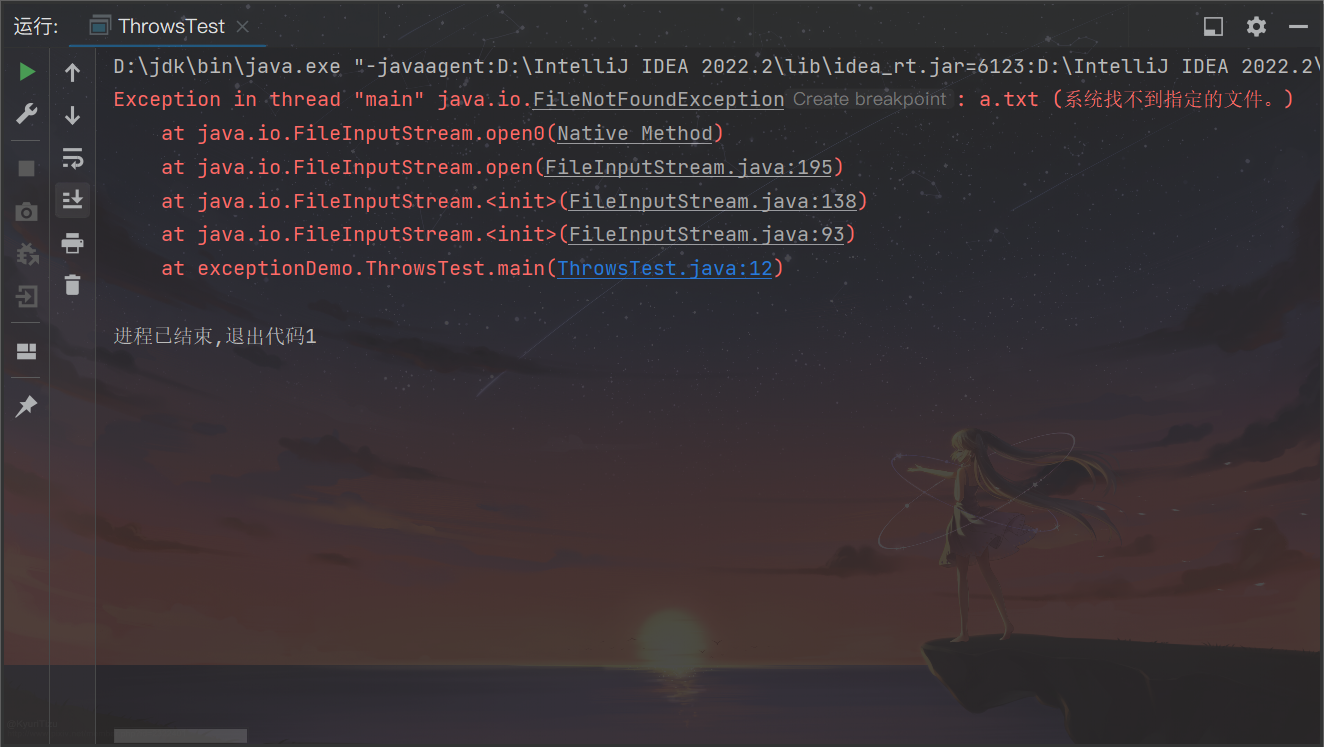 运行: ThrowsTest
D:\jdk\bin\java.exe "-javaagent:D:\IntelliJ IDEA 2022.2\lib\idea_rt.jar=6123:D:\IntelliJ IDEA 2022.2\
Exception in thread "main" java.io.FileNotFoundException Create breakpoint : a.txt (系统找不到指定的文件。)
at java.io.FileInputStream.open0(Native Method)
at java.io.FileInputStream.open(FileInputStream.java:195)
at java.io.FileInputStream.<init>(FileInputStream.java:138)
at java.io.FileInputStream.<init>(FileInputStream.java:93)
at exceptionDemo.ThrowsTest.main(ThrowsTest.java:12)
进程已结束,退出代码1